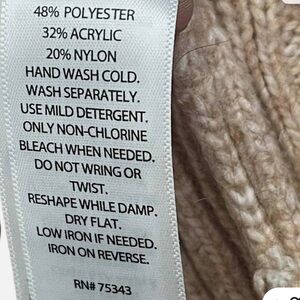 48% POLYESTER
32% ACRYLIC
20% NYLON
HAND WASH COLD.
WASH SEPARATELY.
USE MILD DETERGENT.
ONLY NON-CHLORINE
BLEACH WHEN NEEDED.
DO NOT WRING OR
TWIST.
RESHAPE WHILE DAMP.
DRY FLAT.
LOW IRON IF NEEDED.
IRON ON REVERSE.
RN# 75343